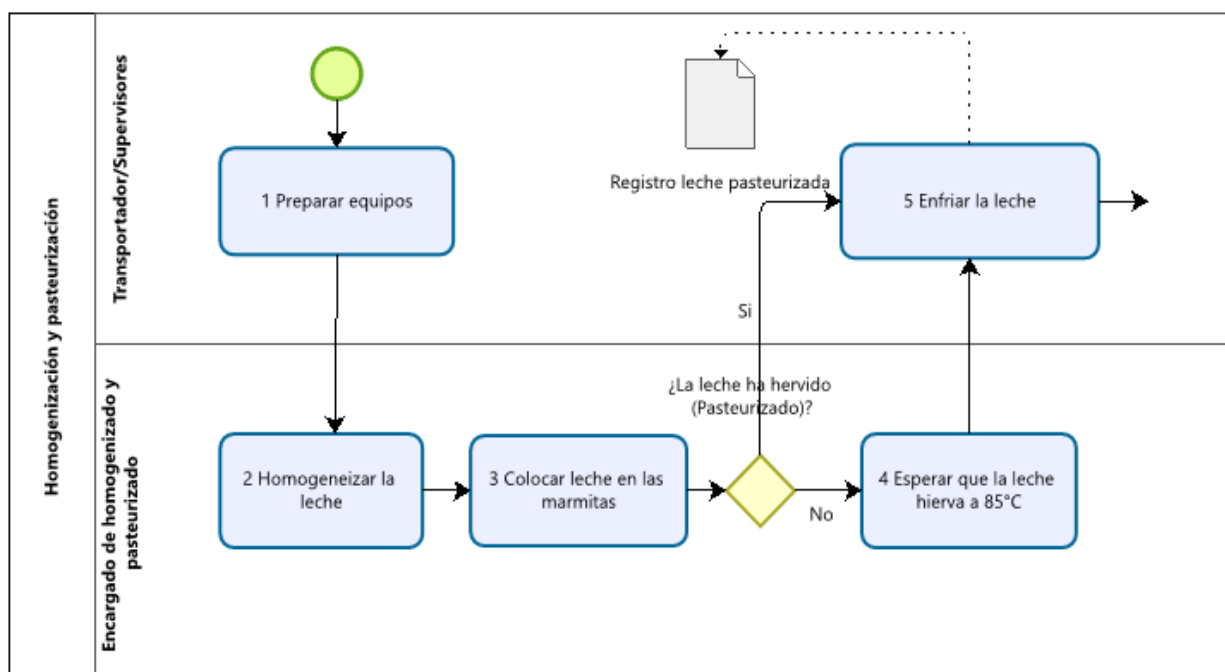 Homogenización y pasteurización
Transportador/Supervisores
1 Preparar equipos
Registro leche pasteurizada
5 Enfriar la leche
Si
Encargado de homogenizado y
pasteurizado
2 Homogeneizar la
leche
3 Colocar leche en las
marmitas
¿La leche ha hervido
(Pasteurizado)?
No
4 Esperar que la leche
hierva a 85°C